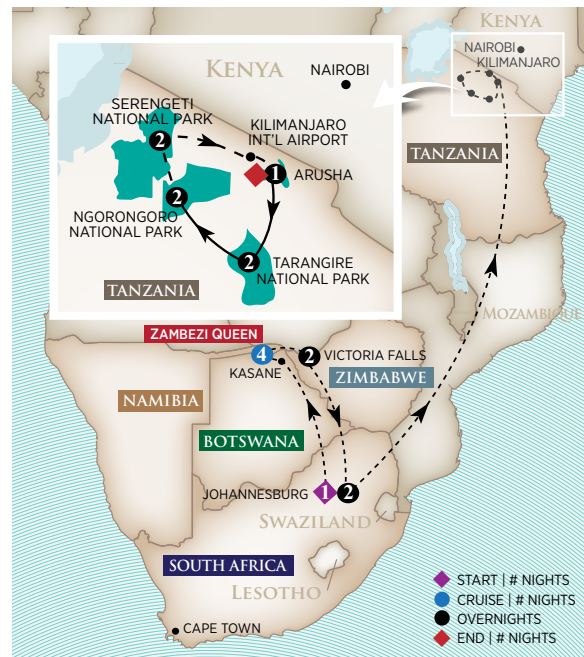 KENYA
NAIROBI
KILIMANJARO
TANZANIA
MOZAMBIQUE
KENYA
NAIROBI
SERENGETI
NATIONAL PARK
2
KILIMANJARO
INT'L AIRPORT
1
ARUSHA
2
NGORONGORO
NATIONAL PARK
2
TARANGIRE
NATIONAL PARK
TANZANIA
ZAMBEZI QUEEN
4
2
VICTORIA FALLS
KASANE
ZIMBABWE
NAMIBIA
BOTSWANA
JOHANNESBURG
1
2
SWAZILAND
SOUTH AFRICA
LESOTHO
CAPE TOWN
START | # NIGHTS
CRUISE | # NIGHTS
OVERNIGHTS
END | # NIGHTS